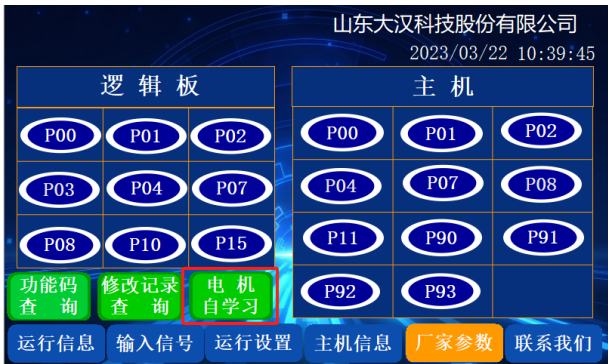 山东大汉科技股份有限公司
2023/03/22 10:39:45
逻辑板
P00 P01 P02
P03 P04 P07
P08 P10 P15
主机
P00 P01 P02
P04 P07 P08
P11 P90 P91
P92 P93
功能码
查询
修改记录
查询
电机
自学习
运行信息 输入信号 运行设置 主机信息 厂家参数 联系我们